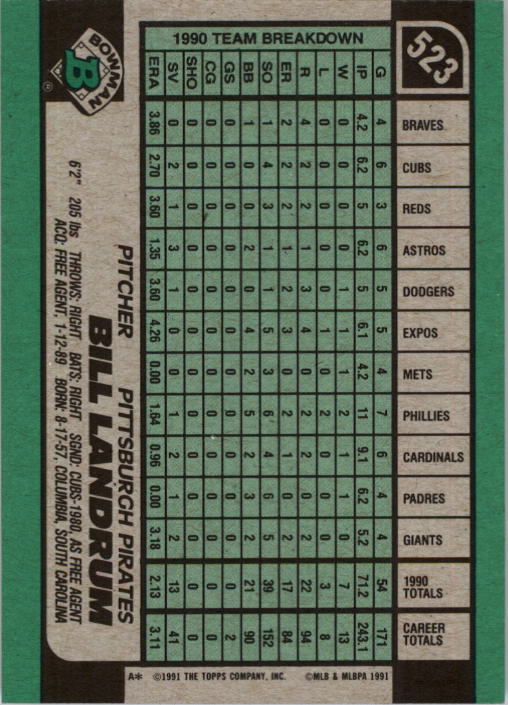 523
BRAVES CUBS REDS ASTROS DODGERS EXPOS METS PHILLIES CARDINALS PADRES GIANTS 1990 TOTALS CAREER TOTALS
1990 TEAM BREAKDOWN
G 4 6 3 6 5 5 4 7 6 4 4 54 171
IP 4.2 6.2 5 6.2 5 6.1 4.2 11 9.1 6.2 5.2 71.2 243.1
W 0 0 0 0 1 1 1 2 1 1 0 7 13
L 0 0 0 0 0 1 0 2 0 0 0 3 8
R 4 2 2 1 3 4 0 2 2 0 2 22 94
ER 2 2 2 1 2 3 0 2 1 0 2 17 84
SO 1 4 3 1 1 5 3 6 4 6 5 39 152
BB 1 0 0 2 0 4 2 5 2 3 2 21 90
GS 0 0 0 0 0 0 0 0 0 0 0 0 2
CG 0 0 0 0 0 0 0 0 0 0 0 0 0
SHO 0 0 0 0 0 0 0 0 0 0 0 0 0
SV 0 2 1 3 1 0 0 1 2 1 2 13 41
ERA 3.86 2.70 3.60 1.35 3.60 4.26 0.00 1.64 0.96 0.00 3.18 2.13 3.11
BOWMAN
B
®
PITCHER PITTSBURGH PIRATES
BILL LANDRUM
6'2" 205 lbs THROWS: RIGHT BATS: RIGHT SGND: CUBS-1980, AS FREE AGENT
ACQ: FREE AGENT, 1-12-89 BORN: 8-17-57, COLUMBIA, SOUTH CAROLINA
A* ©1991 THE TOPPS COMPANY, INC. ©MLB & MLBPA 1991